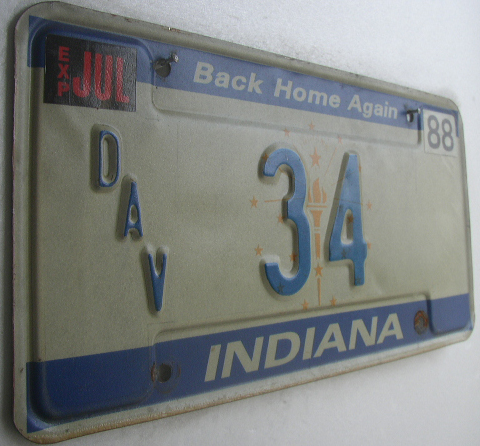 EXP JUL
Back Home Again
88
DAV
34
INDIANA